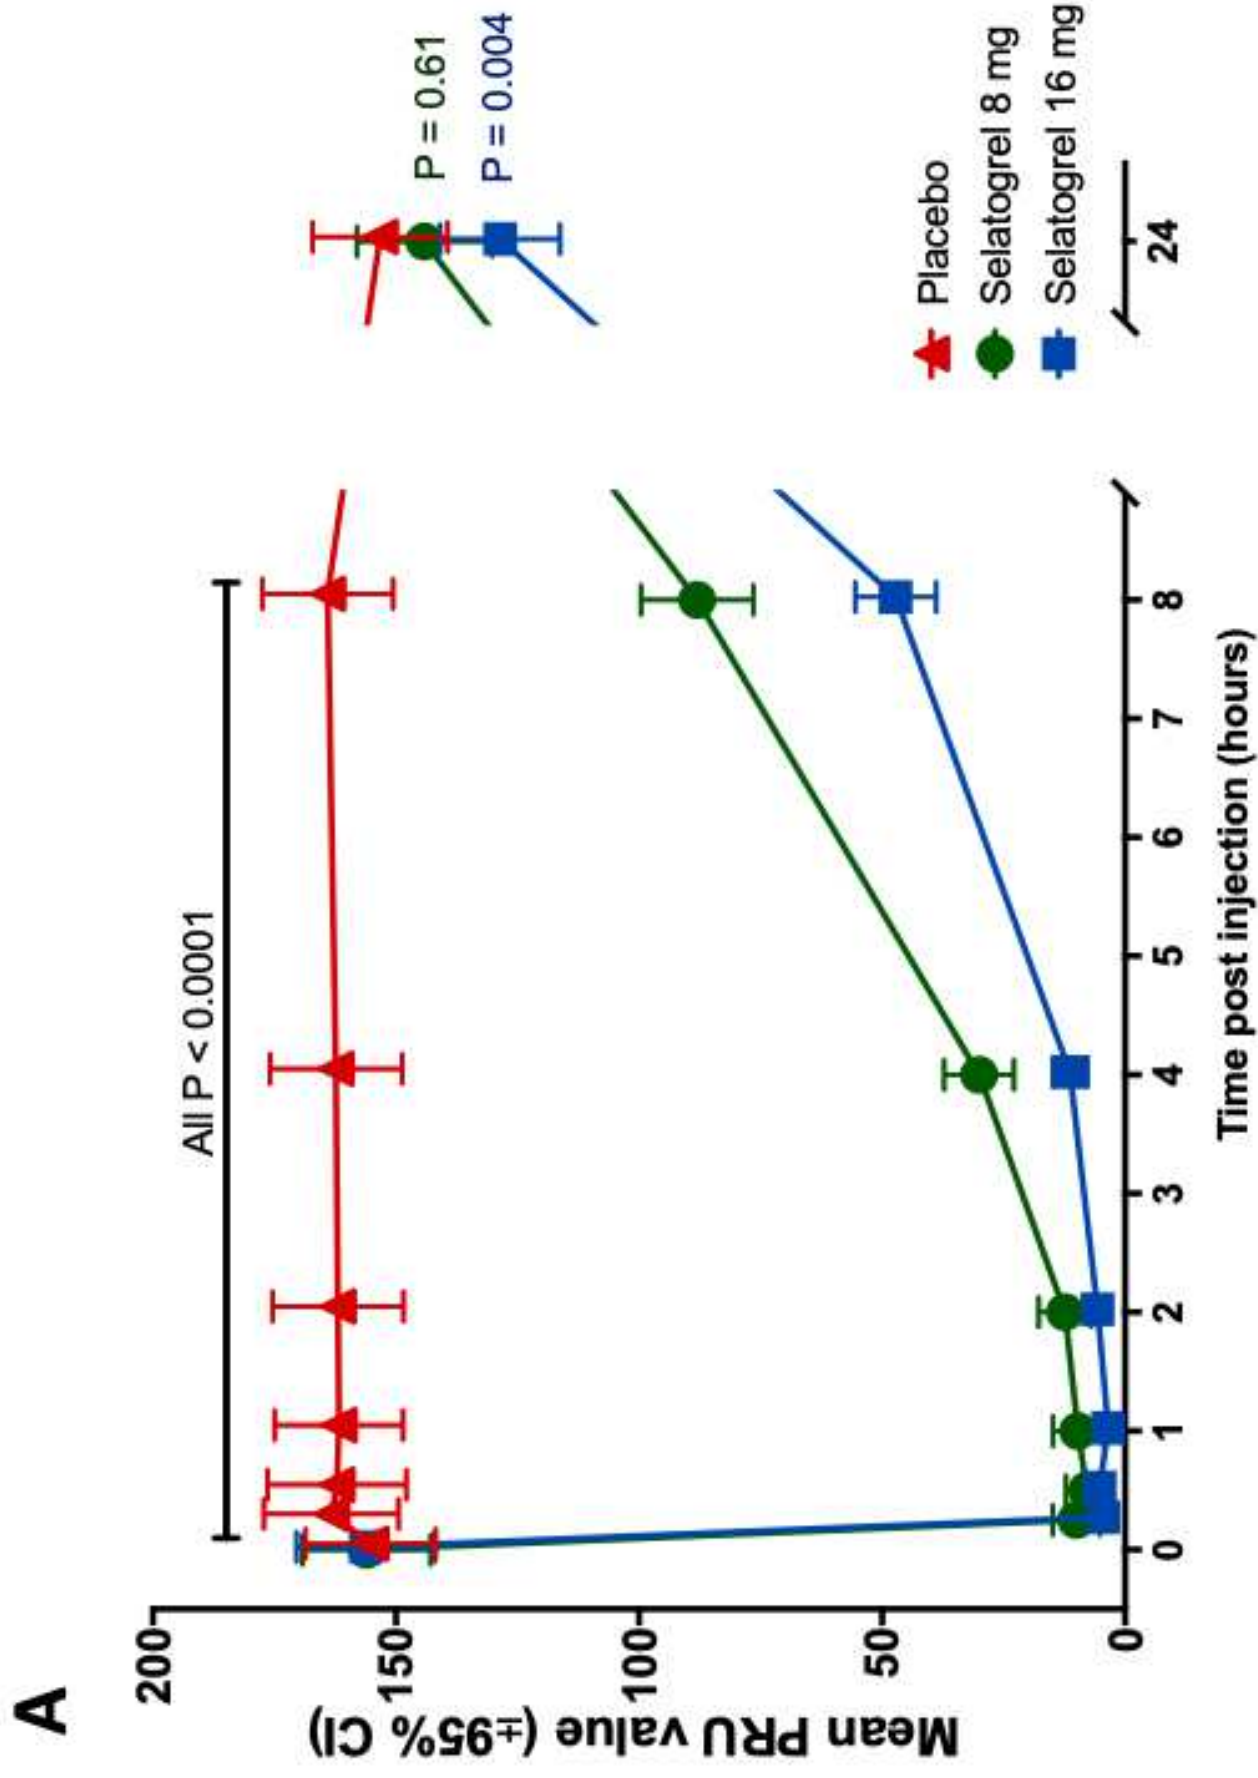 A
All P < 0.0001
P = 0.61
P = 0.004
Mean PRU value (±95% CI)
200
150
100
50
0
Placebo
Selatogrel 8 mg
Selatogrel 16 mg
0 1 2 3 4 5 6 7 8 24
Time post injection (hours)